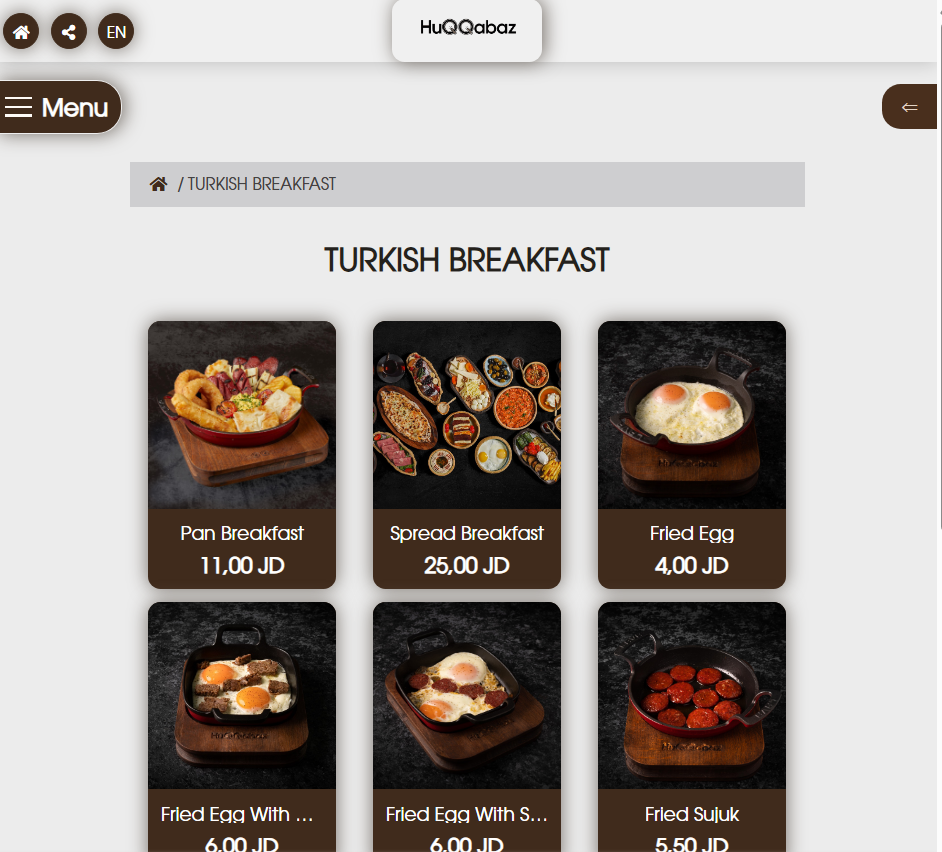 EN
HuQQabaz
Menu
⇐
/ TURKISH BREAKFAST
TURKISH BREAKFAST
Pan Breakfast
11,00 JD
Spread Breakfast
25,00 JD
Fried Egg
4,00 JD
Fried Egg With ...
6,00 JD
Fried Egg With S...
6,00 JD
Fried Sujuk
5,50 JD